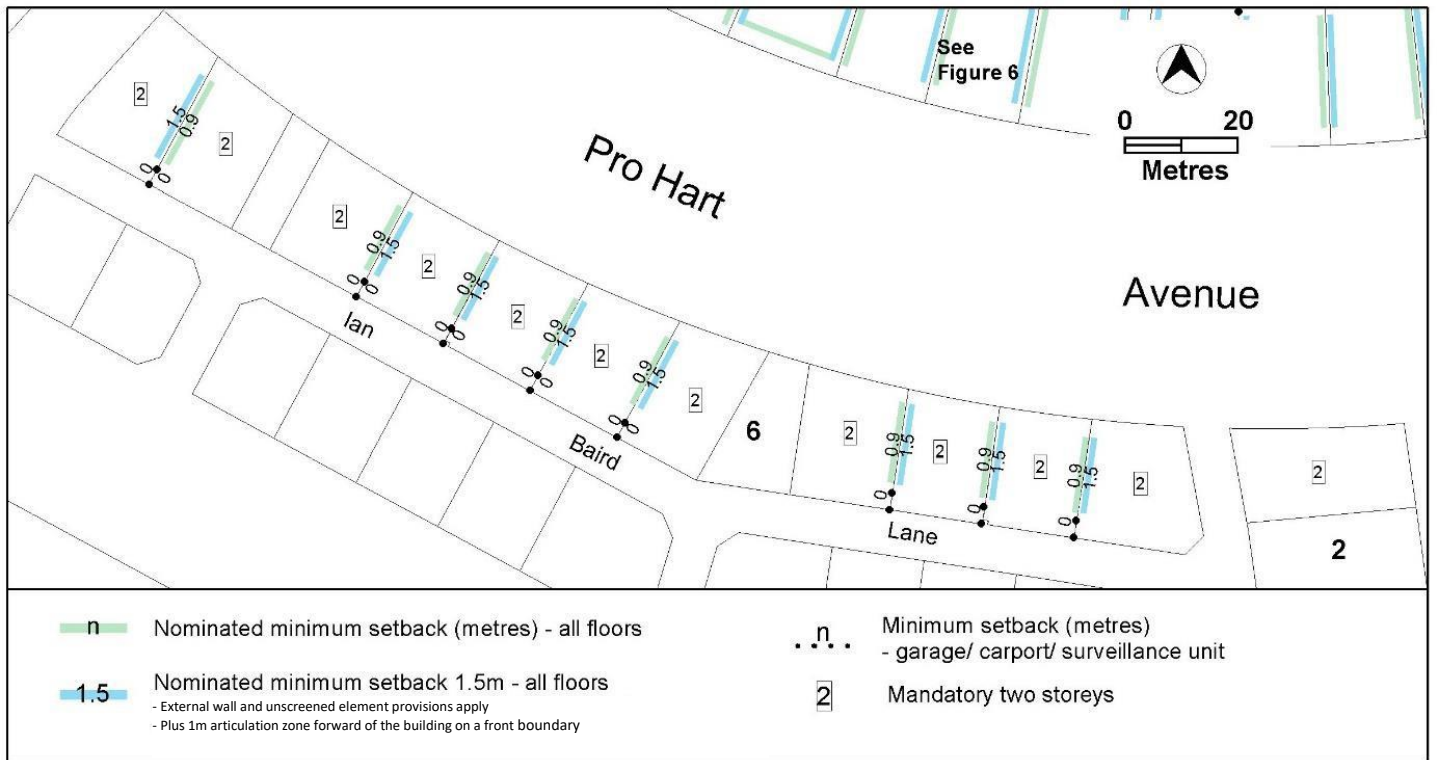 See
Figure 6
0 20
Metres
Pro Hart
Avenue
2
1.5
0.9
2
0
0
2
0.9
1.5
0
0
2
0.9
1.5
0
0
2
0.9
1.5
0
0
2
0.9
1.5
0
0
2
6
2
0.9
1.5
0
2
0.9
1.5
0
2
0.9
1.5
0
2
2
2
Ian
Baird
Lane
n Nominated minimum setback (metres) - all floors
1.5 Nominated minimum setback 1.5m - all floors
- External wall and unscreened element provisions apply
- Plus 1m articulation zone forward of the building on a front boundary
n Minimum setback (metres)
- garage/ carport/ surveillance unit
2 Mandatory two storeys